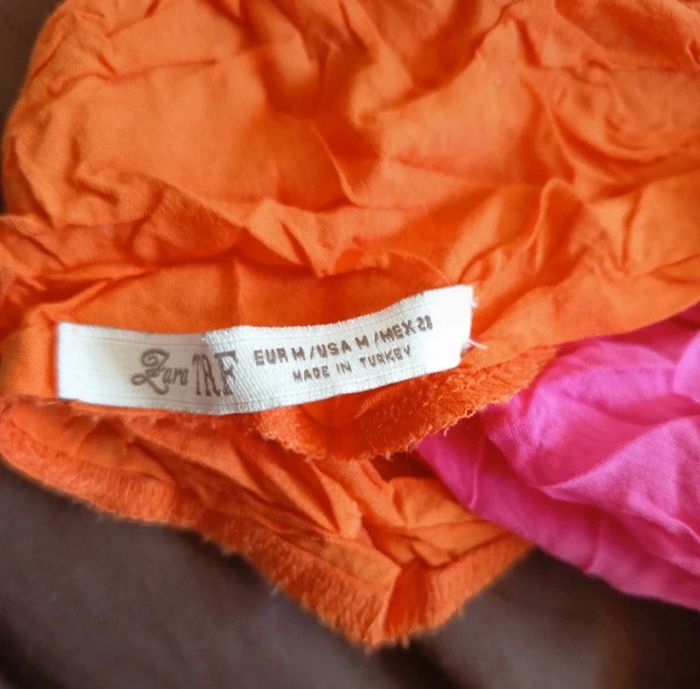 Zara TRF
EUR M / USA M / MEX 28
MADE IN TURKEY